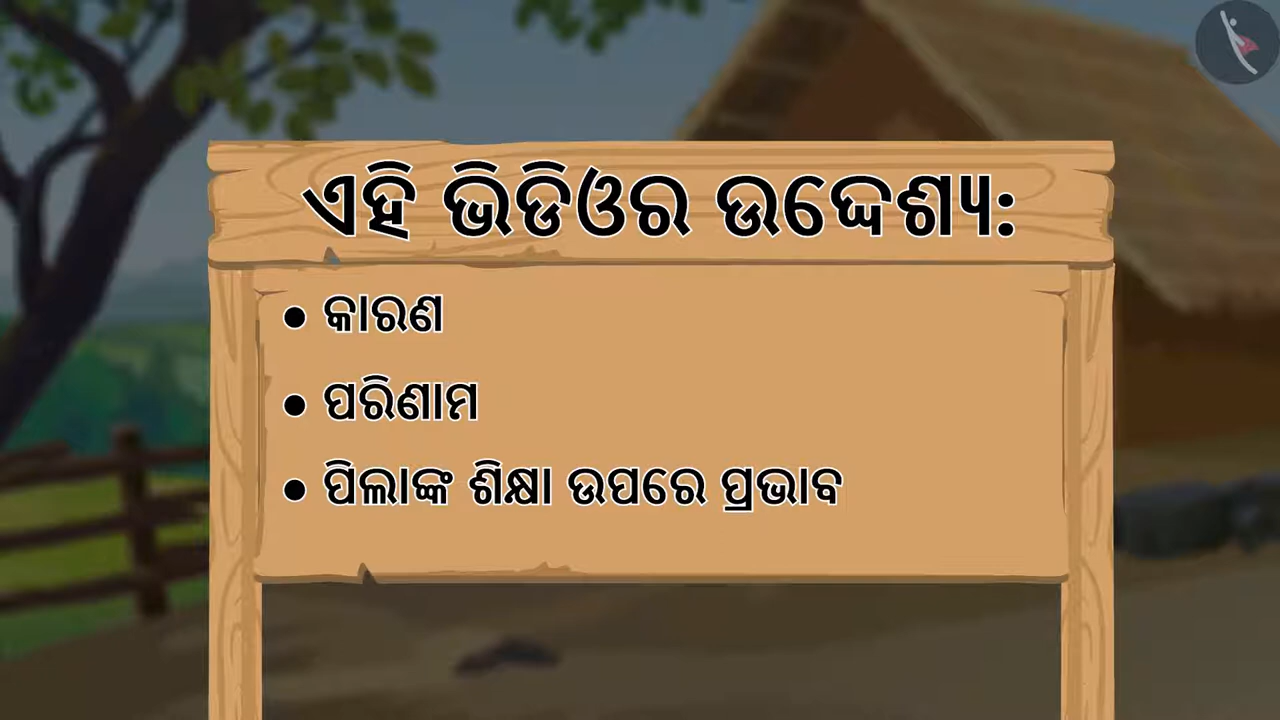 ଏହି ଭିଡିଓର ଉଦ୍ଦେଶ୍ୟ:
• କାରଣ
• ପରିଣାମ
• ପିଲାଙ୍କ ଶିକ୍ଷା ଉପରେ ପ୍ରଭାବ